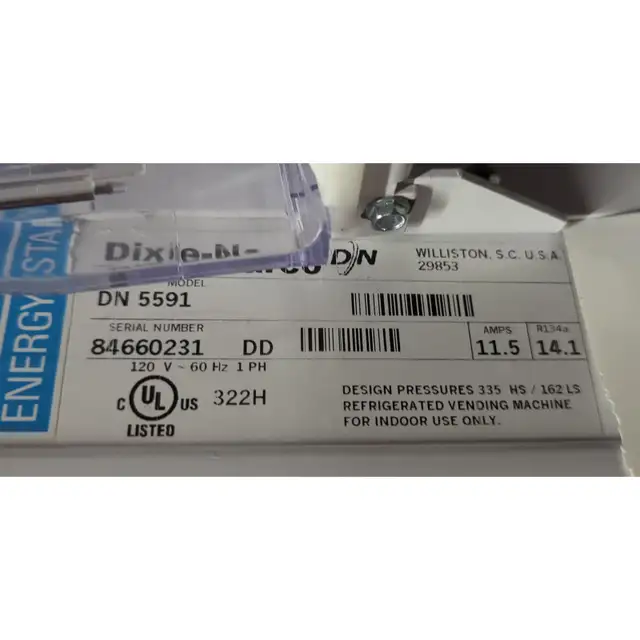 ENERGY STA
Dixie-N
DN
WILLISTON, S.C. U.S.A.
29853
MODEL
DN 5591
SERIAL NUMBER
84660231 DD
AMPS
11.5
R134a
14.1
120 V ~ 60 Hz 1 PH
C UL US 322H
LISTED
DESIGN PRESSURES 335 HS / 162 LS
REFRIGERATED VENDING MACHINE
FOR INDOOR USE ONLY.